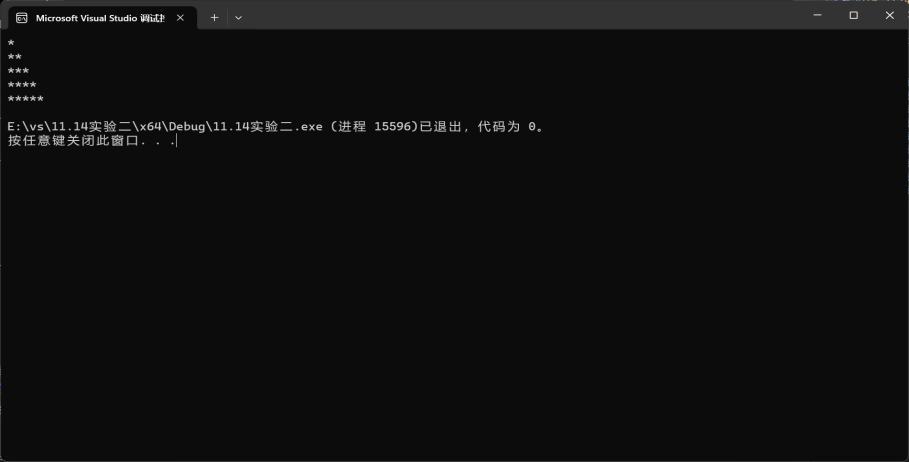 Microsoft Visual Studio 调试
*
**
***
****
*****
E:\vs\11.14实验二\x64\Debug\11.14实验二.exe (进程 15596)已退出，代码为 0。
按任意键关闭此窗口. . .